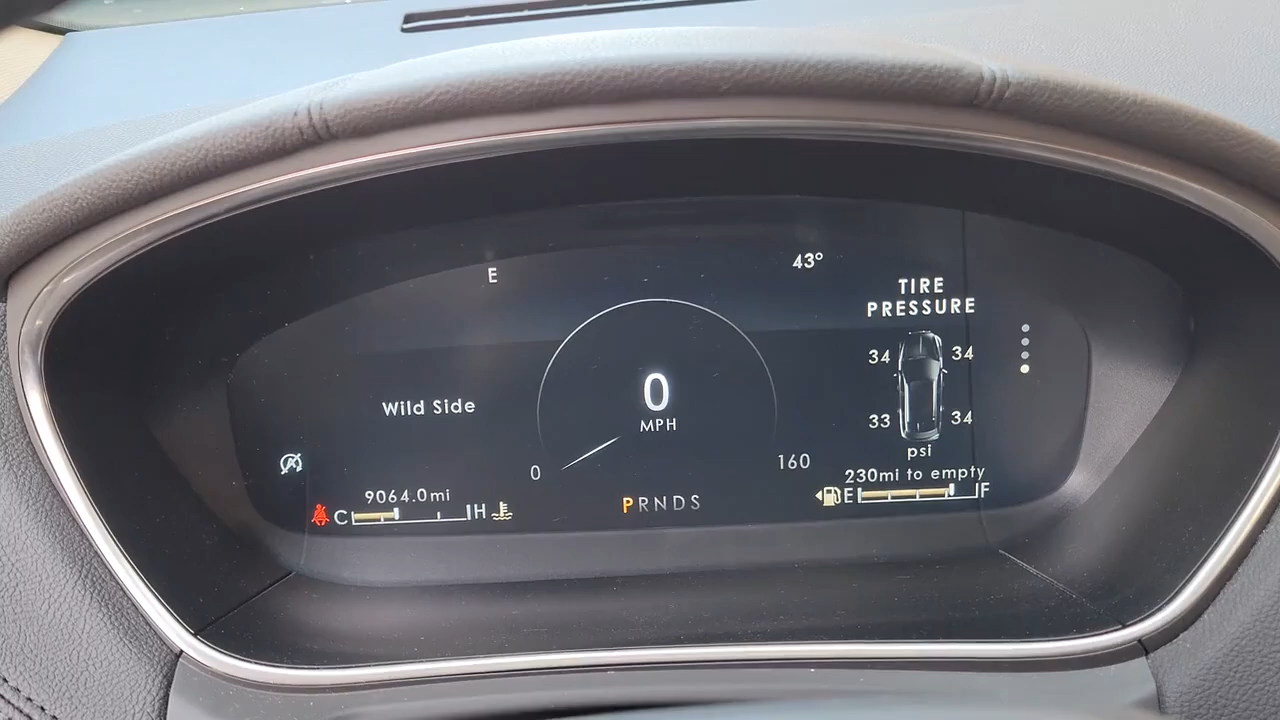 E
43°
TIRE
PRESSURE
34 34
Wild Side
0
MPH
33 34
psi
0 160
230mi to empty
E F
9064.0mi
C H
PRNDS